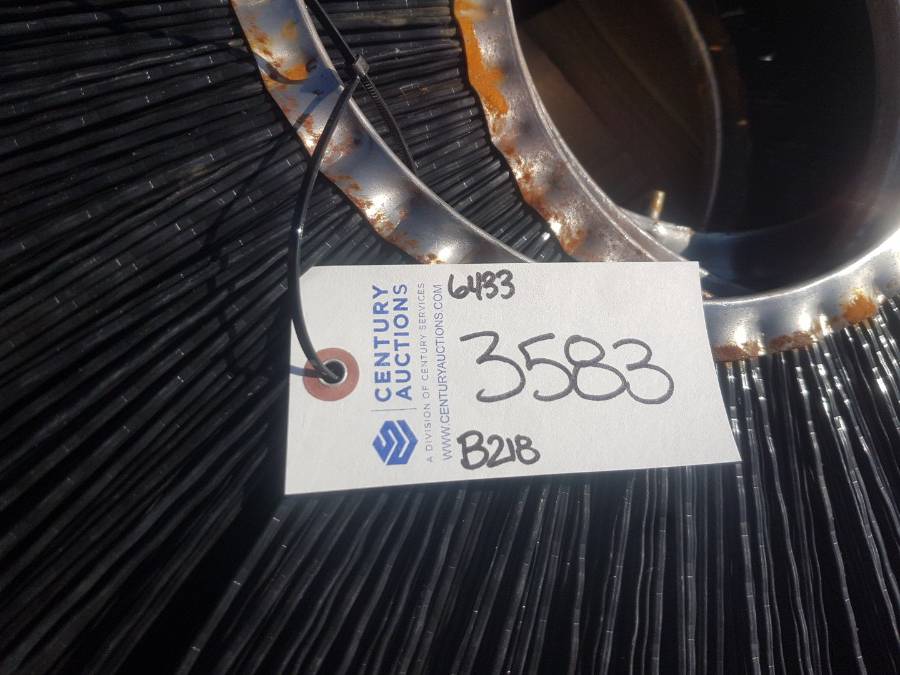 CENTURY
AUCTIONS
A DIVISION OF CENTURY SERVICES
WWW.CENTURYAUCTIONS.COM
6433
3583
B218